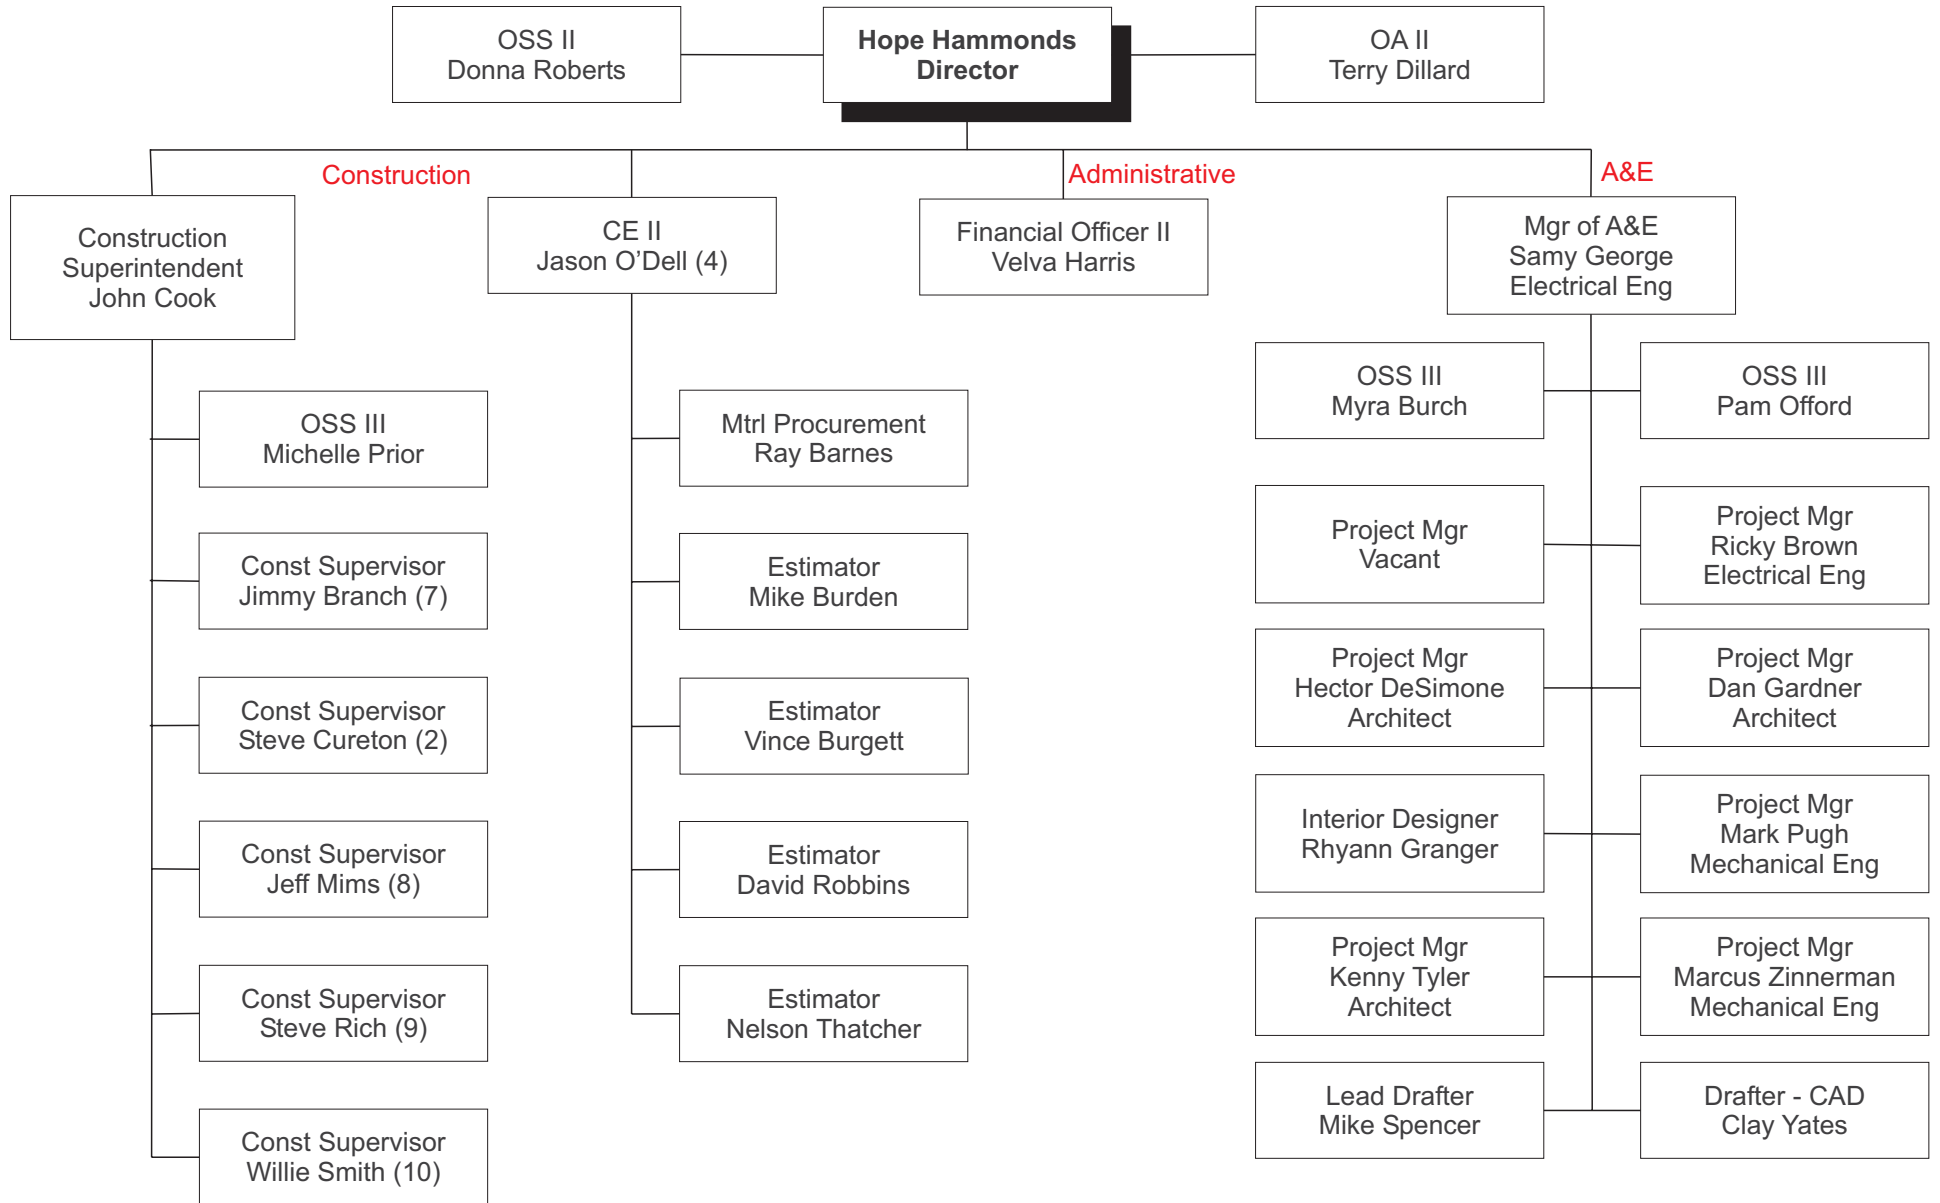 OSS II
Donna Roberts
Hope Hammonds
Director
OA II
Terry Dillard
Construction
Administrative
A&E
Construction
Superintendent
John Cook
CE II
Jason O’Dell (4)
Financial Officer II
Velva Harris
Mgr of A&E
Samy George
Electrical Eng
OSS III
Michelle Prior
Const Supervisor
Jimmy Branch (7)
Const Supervisor
Steve Cureton (2)
Const Supervisor
Jeff Mims (8)
Const Supervisor
Steve Rich (9)
Const Supervisor
Willie Smith (10)
Mtrl Procurement
Ray Barnes
Estimator
Mike Burden
Estimator
Vince Burgett
Estimator
David Robbins
Estimator
Nelson Thatcher
OSS III
Myra Burch
OSS III
Pam Offord
Project Mgr
Vacant
Project Mgr
Ricky Brown
Electrical Eng
Project Mgr
Hector DeSimone
Architect
Project Mgr
Dan Gardner
Architect
Interior Designer
Rhyann Granger
Project Mgr
Mark Pugh
Mechanical Eng
Project Mgr
Kenny Tyler
Architect
Project Mgr
Marcus Zinnerman
Mechanical Eng
Lead Drafter
Mike Spencer
Drafter - CAD
Clay Yates